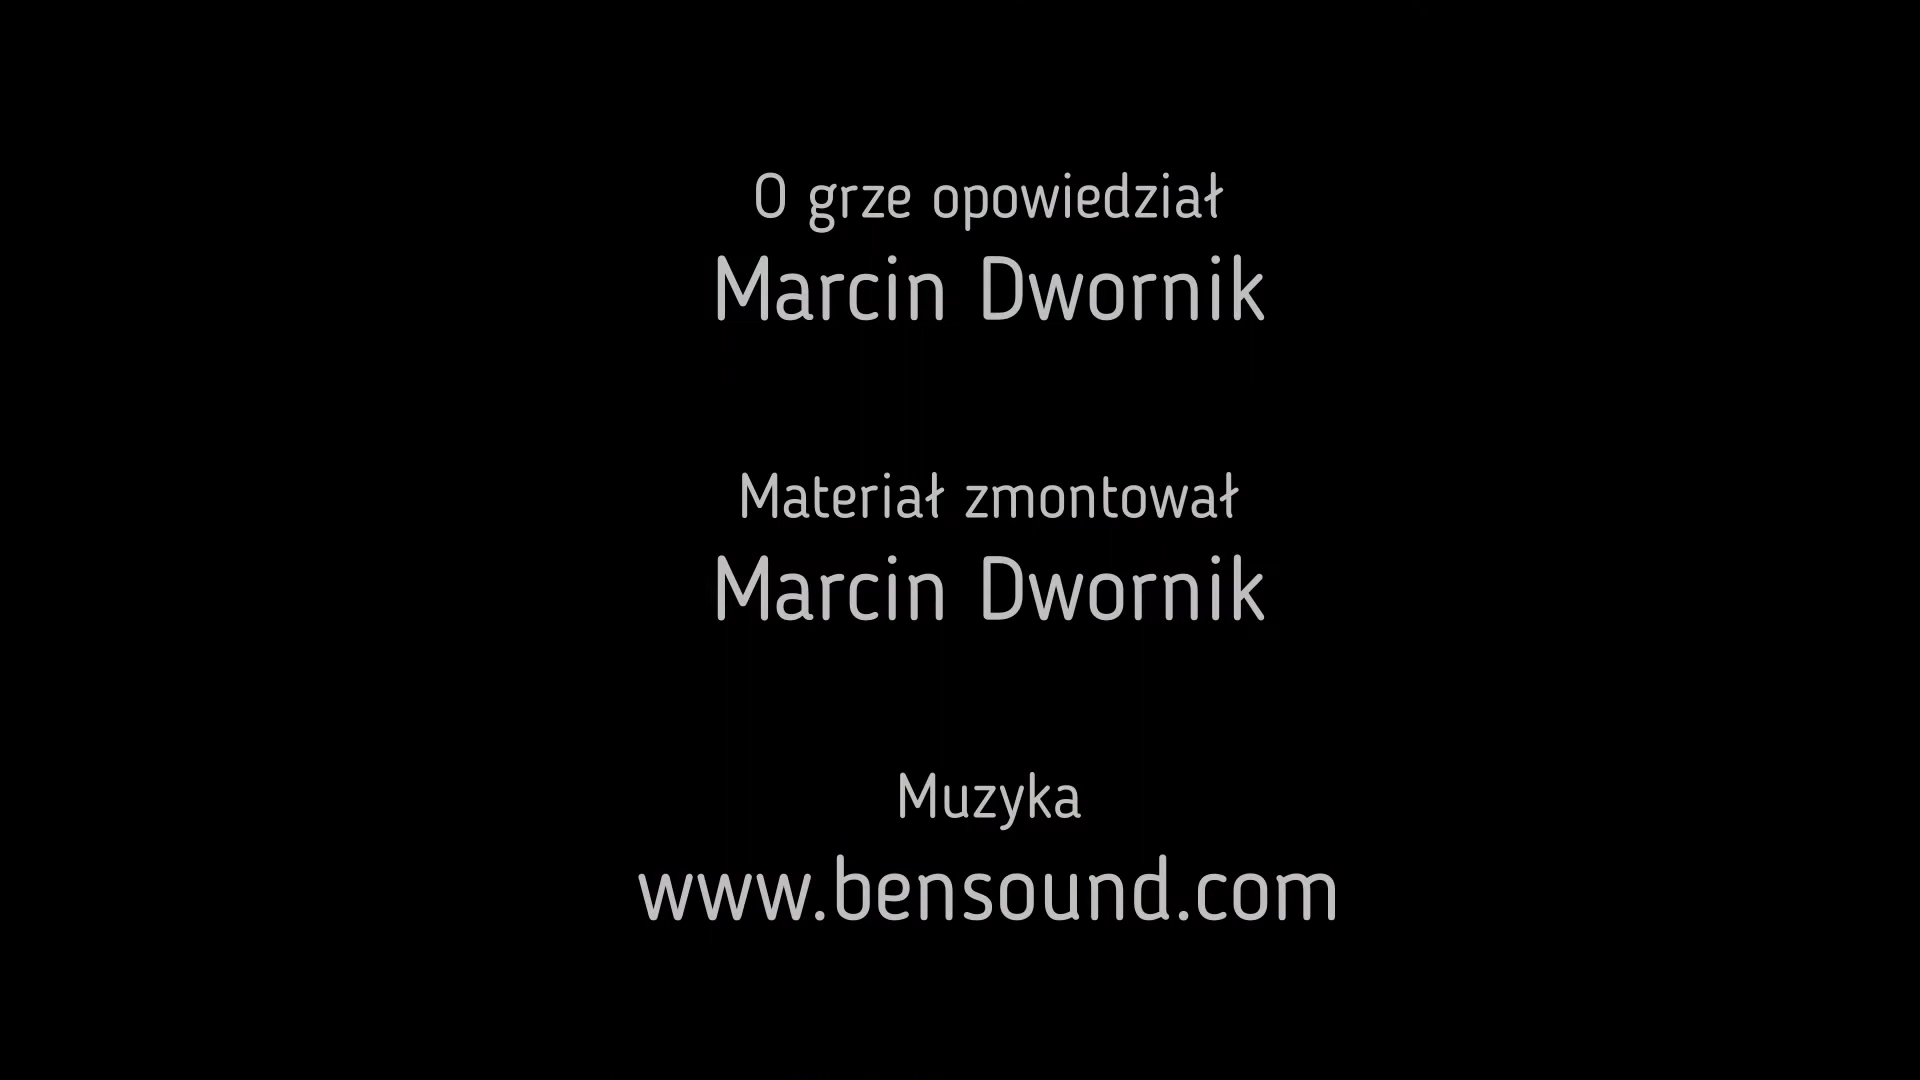 O grze opowiedział
Marcin Dwornik
Materiał zmontował
Marcin Dwornik
Muzyka
www.bensound.com